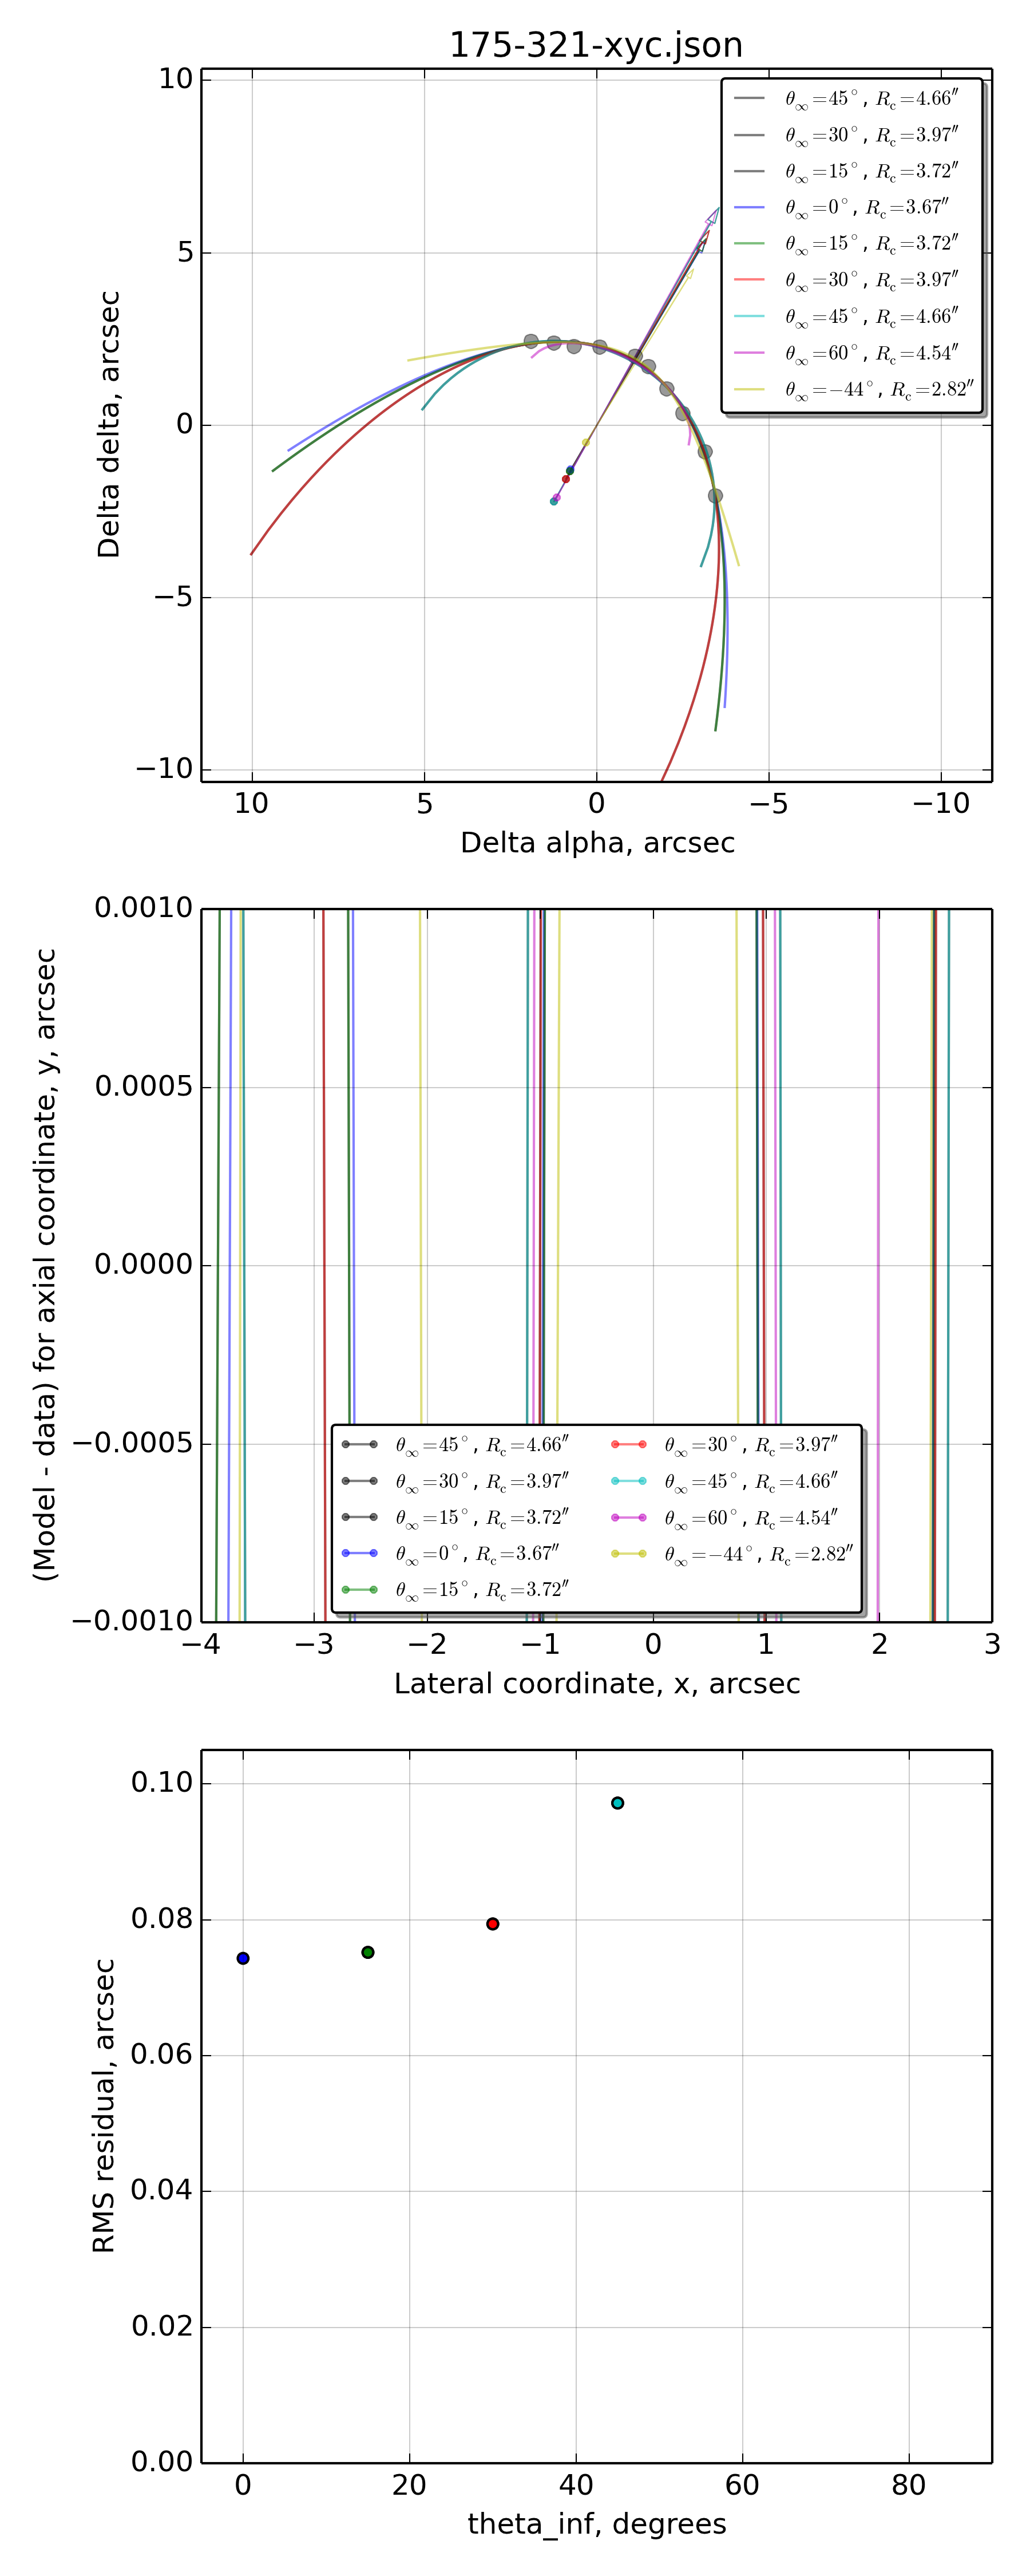 175-321-xyc.json
θ∞=45°, Rc=4.66″
θ∞=30°, Rc=3.97″
θ∞=15°, Rc=3.72″
θ∞=0°, Rc=3.67″
θ∞=15°, Rc=3.72″
θ∞=30°, Rc=3.97″
θ∞=45°, Rc=4.66″
θ∞=60°, Rc=4.54″
θ∞=−44°, Rc=2.82″
Delta delta, arcsec
10
5
0
−5
−10
10 5 0 −5 −10
Delta alpha, arcsec
(Model - data) for axial coordinate, y, arcsec
0.0010
0.0005
0.0000
−0.0005
−0.0010
θ∞=45°, Rc=4.66″
θ∞=30°, Rc=3.97″
θ∞=15°, Rc=3.72″
θ∞=0°, Rc=3.67″
θ∞=15°, Rc=3.72″
θ∞=30°, Rc=3.97″
θ∞=45°, Rc=4.66″
θ∞=60°, Rc=4.54″
θ∞=−44°, Rc=2.82″
−4 −3 −2 −1 0 1 2 3
Lateral coordinate, x, arcsec
RMS residual, arcsec
0.10
0.08
0.06
0.04
0.02
0.00
0 20 40 60 80
theta_inf, degrees